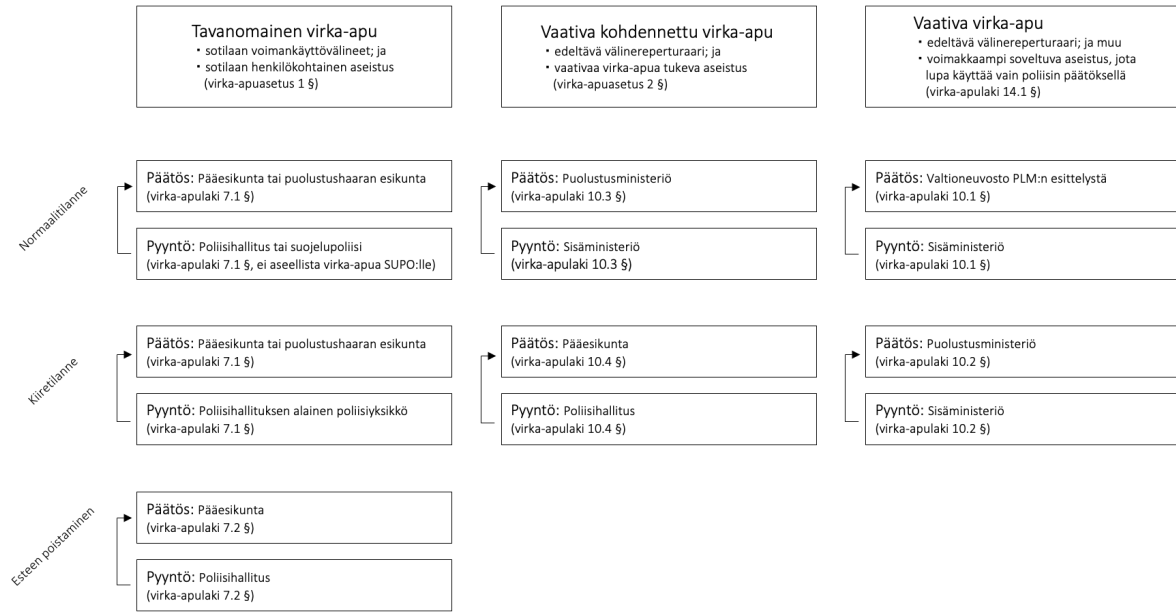 Tavanomainen virka-apu
• sotilaan voimankäyttövälineet; ja
• sotilaan henkilökohtainen aseistus
(virka-apuasetus 1 §)
Vaativa kohdennettu virka-apu
• edeltävä välinereperturaari; ja
• vaativaa virka-apua tukeva aseistus
(virka-apuasetus 2 §)
Vaativa virka-apu
• edeltävä välinereperturaari; ja muu
• voimakkaampi soveltuva aseistus, jota
lupa käyttää vain poliisin päätöksellä
(virka-apulaki 14.1 §)
Normaalitilanne
Päätös: Pääesikunta tai puolustushaaran esikunta
(virka-apulaki 7.1 §)
Pyyntö: Poliisihallitus tai suojelupoliisi
(virka-apulaki 7.1 §, ei aseellista virka-apua SUPO:lle)
Päätös: Puolustusministeriö
(virka-apulaki 10.3 §)
Pyyntö: Sisäministeriö
(virka-apulaki 10.3 §)
Päätös: Valtioneuvosto PLM:n esittelystä
(virka-apulaki 10.1 §)
Pyyntö: Sisäministeriö
(virka-apulaki 10.1 §)
Kiiretilanne
Päätös: Pääesikunta tai puolustushaaran esikunta
(virka-apulaki 7.1 §)
Pyyntö: Poliisihallituksen alainen poliisiyksikkö
(virka-apulaki 7.1 §)
Päätös: Pääesikunta
(virka-apulaki 10.4 §)
Pyyntö: Poliisihallitus
(virka-apulaki 10.4 §)
Päätös: Puolustusministeriö
(virka-apulaki 10.2 §)
Pyyntö: Sisäministeriö
(virka-apulaki 10.2 §)
Esteen poistaminen
Päätös: Pääesikunta
(virka-apulaki 7.2 §)
Pyyntö: Poliisihallitus
(virka-apulaki 7.2 §)